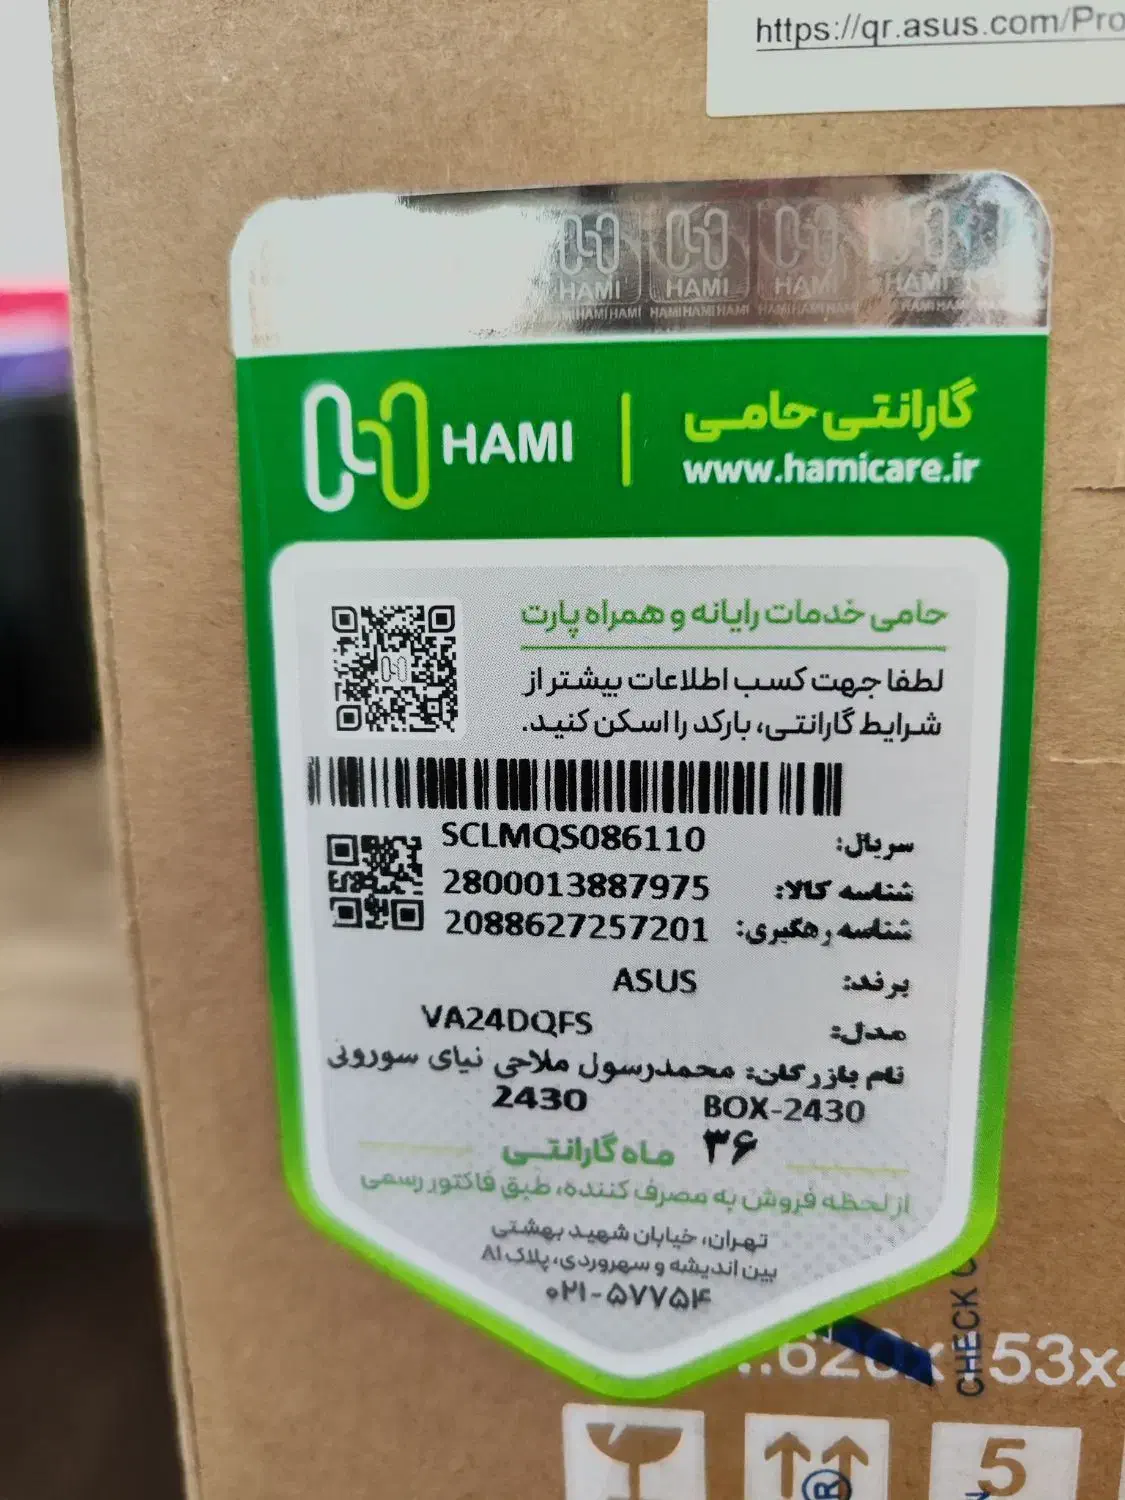 https://qr.asus.com/Pro
HAMI HAMI HAMI HAMI
HAMI
گارانتی حامی
www.hamicare.ir
حامی خدمات رایانه و همراه پارت
لطفا جهت کسب اطلاعات بیشتر از
شرایط گارانتی، بارکد را اسکن کنید.
سریال: SCLMQS086110
شناسه کالا: 2800013887975
شناسه رهگیری: 2088627257201
برند: ASUS
مدل: VA24DQFS
نام بازرگان: محمدرسول ملاحی نیای سورونی
BOX-2430 2430
۳۶ ماه گارانتی
از لحظه فروش به مصرف کننده، طبق فاکتور رسمی
تهران، خیابان شهید بهشتی
بین اندیشه و سهروردی، پلاک ۸۱
۰۲۱-۵۷۷۵۴
620x153x
CHECK
5